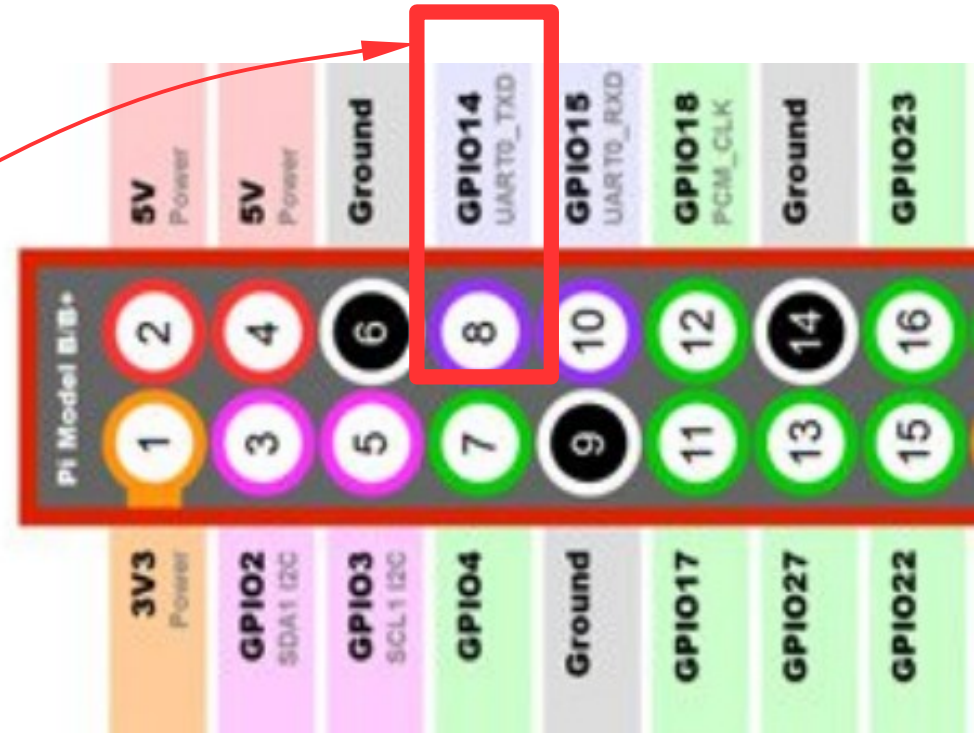 5V
Power
5V
Power
Ground
GPIO14
UART0_TXD
GPIO15
UART0_RXD
GPIO18
PCM_CLK
Ground
GPIO23
Pi Model B/B+
2
4
6
8
10
12
14
16
1
3
5
7
9
11
13
15
3V3
Power
GPIO2
SDA1 I2C
GPIO3
SCL1 I2C
GPIO4
Ground
GPIO17
GPIO27
GPIO22